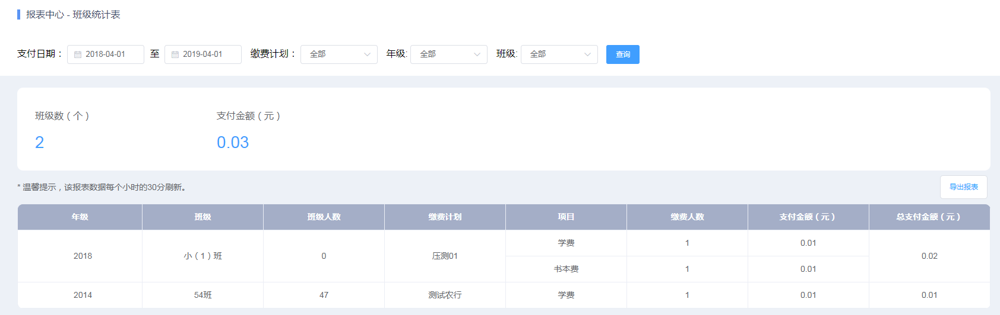 报表中心 - 班级统计表
支付日期： 2018-04-01 至 2019-04-01 缴费计划： 全部 年级: 全部 班级: 全部 查询
班级数（个） 支付金额（元）
2 0.03
* 温馨提示，该报表数据每个小时的30分刷新。 导出报表
年级 班级 班级人数 缴费计划 项目 缴费人数 支付金额（元） 总支付金额（元）
2018 小（1）班 0 压测01 学费 1 0.01 0.02
书本费 1 0.01
2014 54班 47 测试农行 学费 1 0.01 0.01